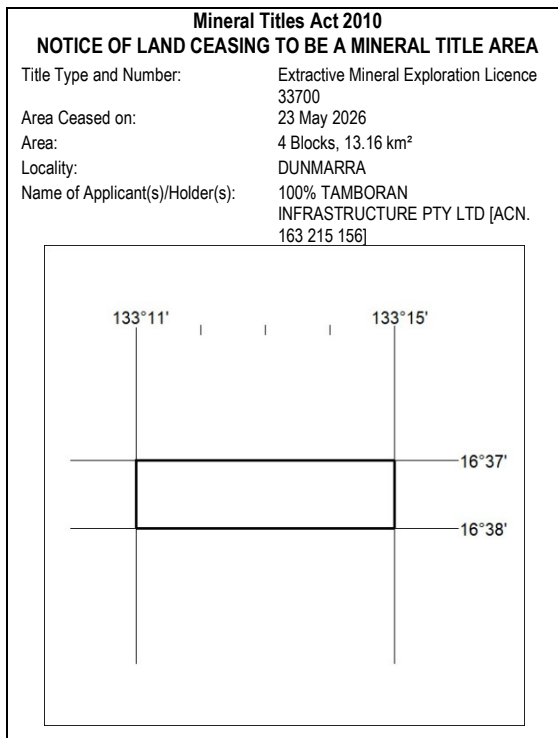 Mineral Titles Act 2010
NOTICE OF LAND CEASING TO BE A MINERAL TITLE AREA
Title Type and Number: Extractive Mineral Exploration Licence
33700
Area Ceased on: 23 May 2026
Area: 4 Blocks, 13.16 km²
Locality: DUNMARRA
Name of Applicant(s)/Holder(s): 100% TAMBORAN
INFRASTRUCTURE PTY LTD [ACN.
163 215 156]
133°11' 133°15'
16°37'
16°38'